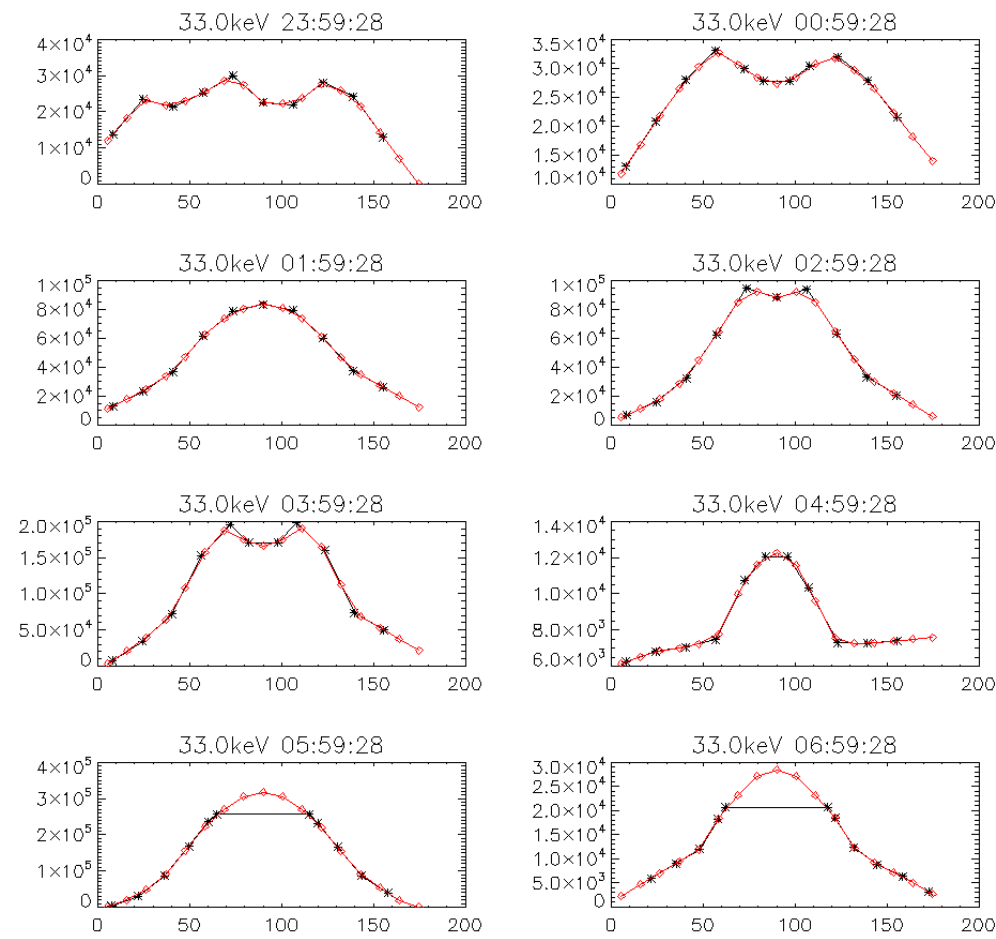 33.0keV 23:59:28
4×10⁴
3×10⁴
2×10⁴
1×10⁴
0
0 50 100 150 200
33.0keV 00:59:28
3.5×10⁴
3.0×10⁴
2.5×10⁴
2.0×10⁴
1.5×10⁴
1.0×10⁴
0 50 100 150 200
33.0keV 01:59:28
1×10⁵
8×10⁴
6×10⁴
4×10⁴
2×10⁴
0
0 50 100 150 200
33.0keV 02:59:28
1×10⁵
8×10⁴
6×10⁴
4×10⁴
2×10⁴
0
0 50 100 150 200
33.0keV 03:59:28
2.0×10⁵
1.5×10⁵
1.0×10⁵
5.0×10⁴
0
0 50 100 150 200
33.0keV 04:59:28
1.4×10⁴
1.2×10⁴
1.0×10⁴
8.0×10³
6.0×10³
0 50 100 150 200
33.0keV 05:59:28
4×10⁵
3×10⁵
2×10⁵
1×10⁵
0
0 50 100 150 200
33.0keV 06:59:28
3.0×10⁴
2.5×10⁴
2.0×10⁴
1.5×10⁴
1.0×10⁴
5.0×10³
0
0 50 100 150 200